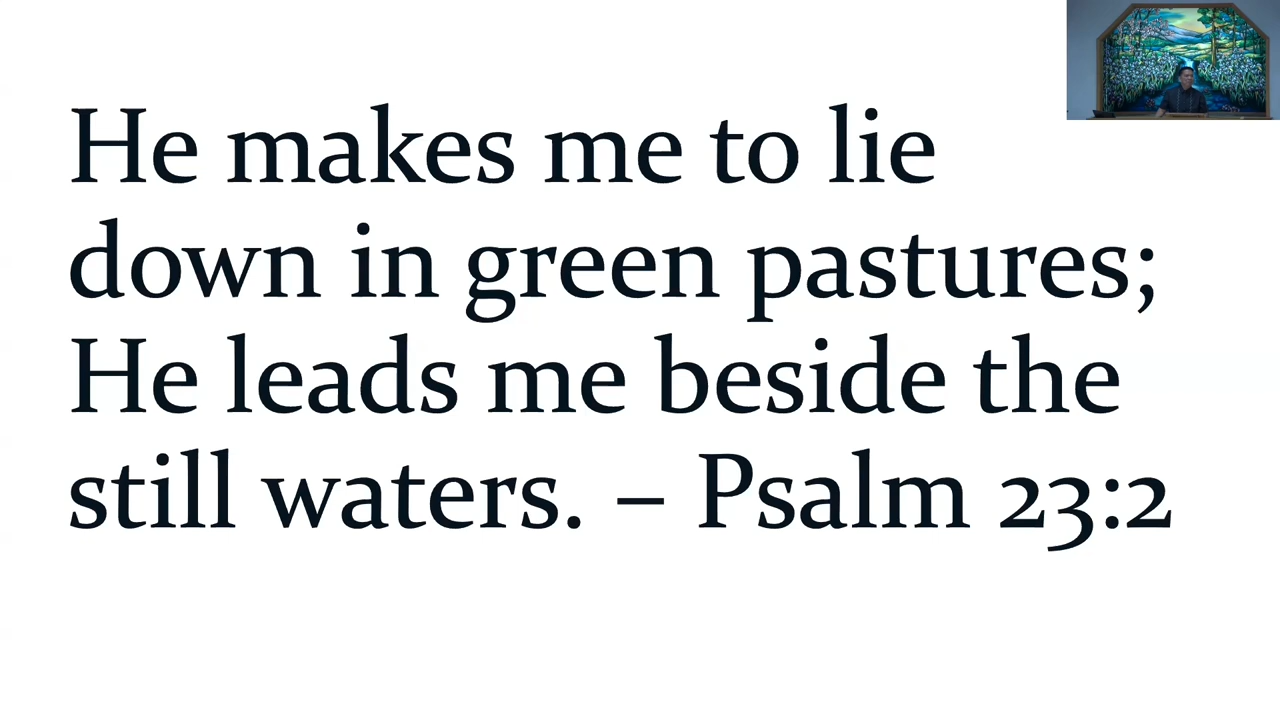 He makes me to lie
down in green pastures;
He leads me beside the
still waters. – Psalm 23:2